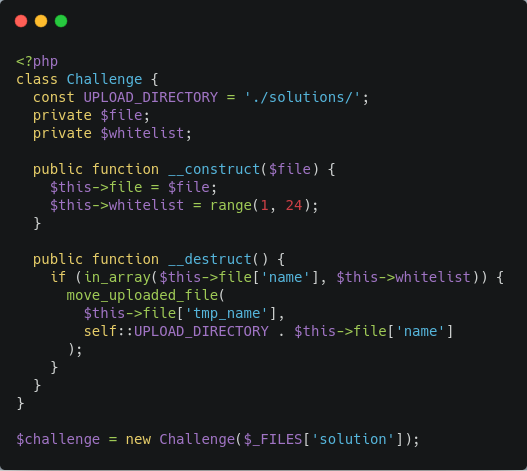 <?php
class Challenge {
  const UPLOAD_DIRECTORY = './solutions/';
  private $file;
  private $whitelist;

  public function __construct($file) {
    $this->file = $file;
    $this->whitelist = range(1, 24);
  }

  public function __destruct() {
    if (in_array($this->file['name'], $this->whitelist)) {
      move_uploaded_file(
        $this->file['tmp_name'],
        self::UPLOAD_DIRECTORY . $this->file['name']
      );
    }
  }
}

$challenge = new Challenge($_FILES['solution']);